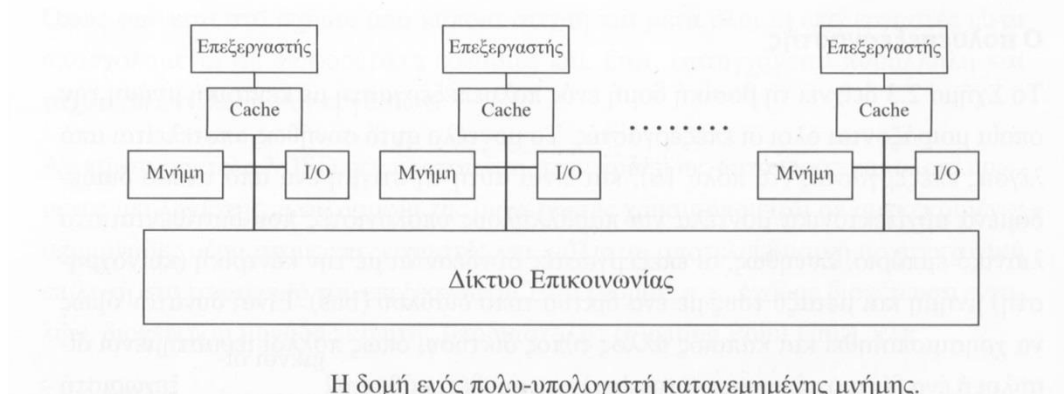 Επεξεργαστής Επεξεργαστής Επεξεργαστής
Cache Cache Cache
Μνήμη I/O Μνήμη I/O Μνήμη I/O
Δίκτυο Επικοινωνίας
Η δομή ενός πολυ-υπολογιστή κατανεμημένης μνήμης.